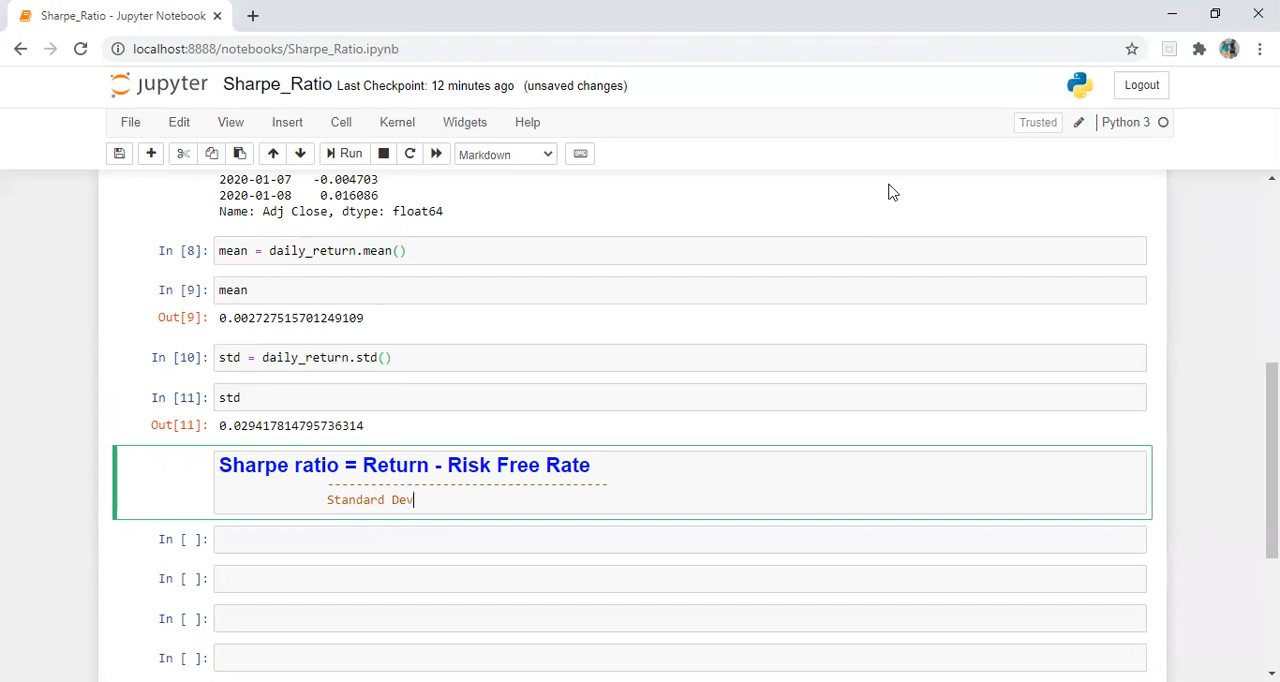 Sharpe_Ratio - Jupyter Notebook
localhost:8888/notebooks/Sharpe_Ratio.ipynb
jupyter Sharpe_Ratio Last Checkpoint: 12 minutes ago (unsaved changes) Logout
File Edit View Insert Cell Kernel Widgets Help Trusted Python 3
Run Markdown
2020-01-07 -0.004703
2020-01-08 0.016086
Name: Adj Close, dtype: float64
In [8]: mean = daily_return.mean()
In [9]: mean
Out[9]: 0.002727515701249109
In [10]: std = daily_return.std()
In [11]: std
Out[11]: 0.029417814795736314
Sharpe ratio = Return - Risk Free Rate
---------------------------------------
Standard Dev
In [ ]:
In [ ]:
In [ ]:
In [ ]: